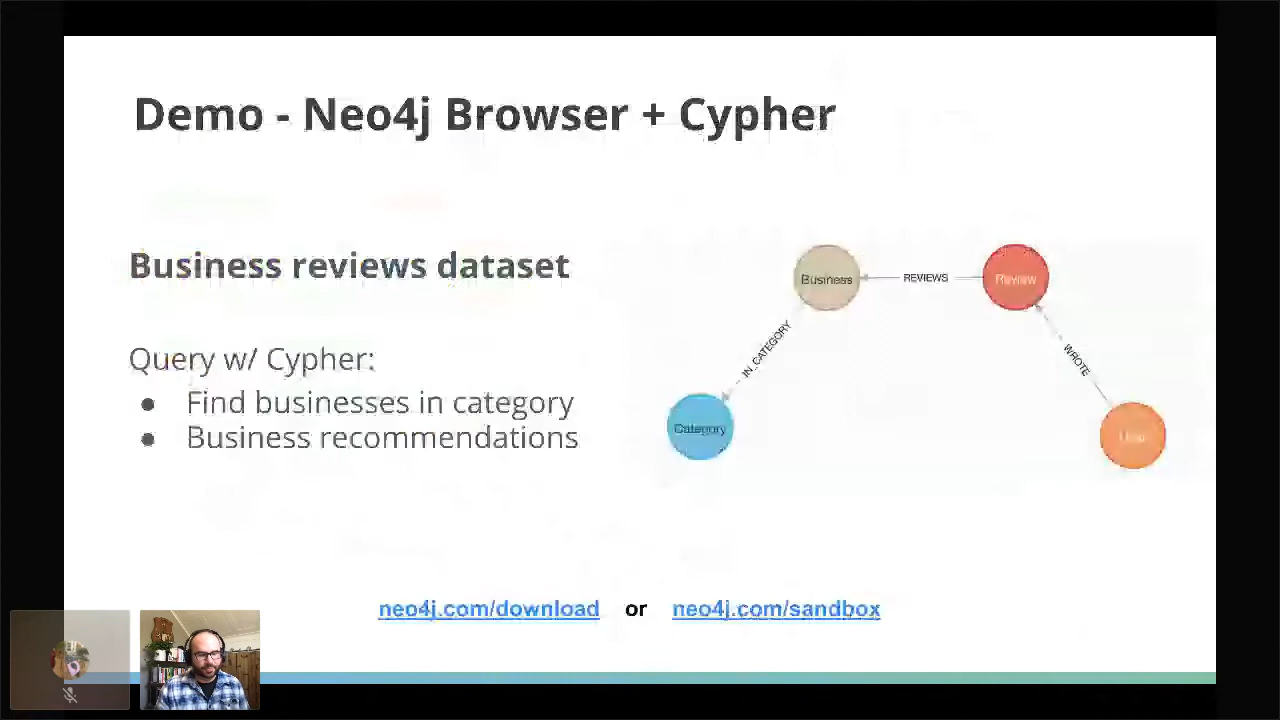 Demo - Neo4j Browser + Cypher
Business reviews dataset
Query w/ Cypher:
● Find businesses in category
● Business recommendations
Business
REVIEWS
Review
IN_CATEGORY
WROTE
Category
neo4j.com/download or neo4j.com/sandbox